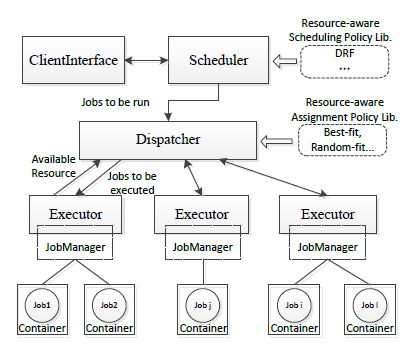 Resource-aware
Scheduling Policy Lib.
ClientInterface
Scheduler
DRF
...
Jobs to be run
Resource-aware
Assignment Policy Lib.
Dispatcher
Best-fit,
Random-fit...
Available
Resource
Jobs to be
executed
Executor
Executor
Executor
JobManager
JobManager
JobManager
Job1
Job2
Job j
Job i
Job l
Container
Container
Container
Container
Container